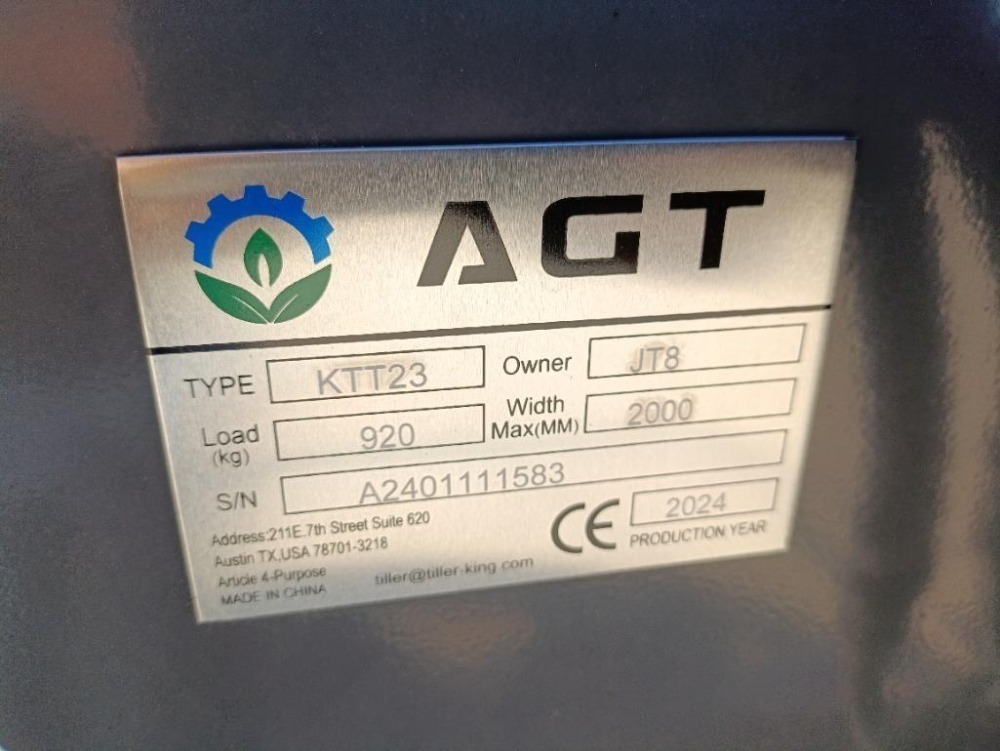 AGT
TYPE KTT23 Owner JT8
Load (kg) 920 Width Max(MM) 2000
S/N A2401111583
CE 2024
PRODUCTION YEAR
Address:211E.7th Street Suite 620
Austin TX,USA 78701-3218
Article 4-Purpose
tiller@tiller-king.com
MADE IN CHINA